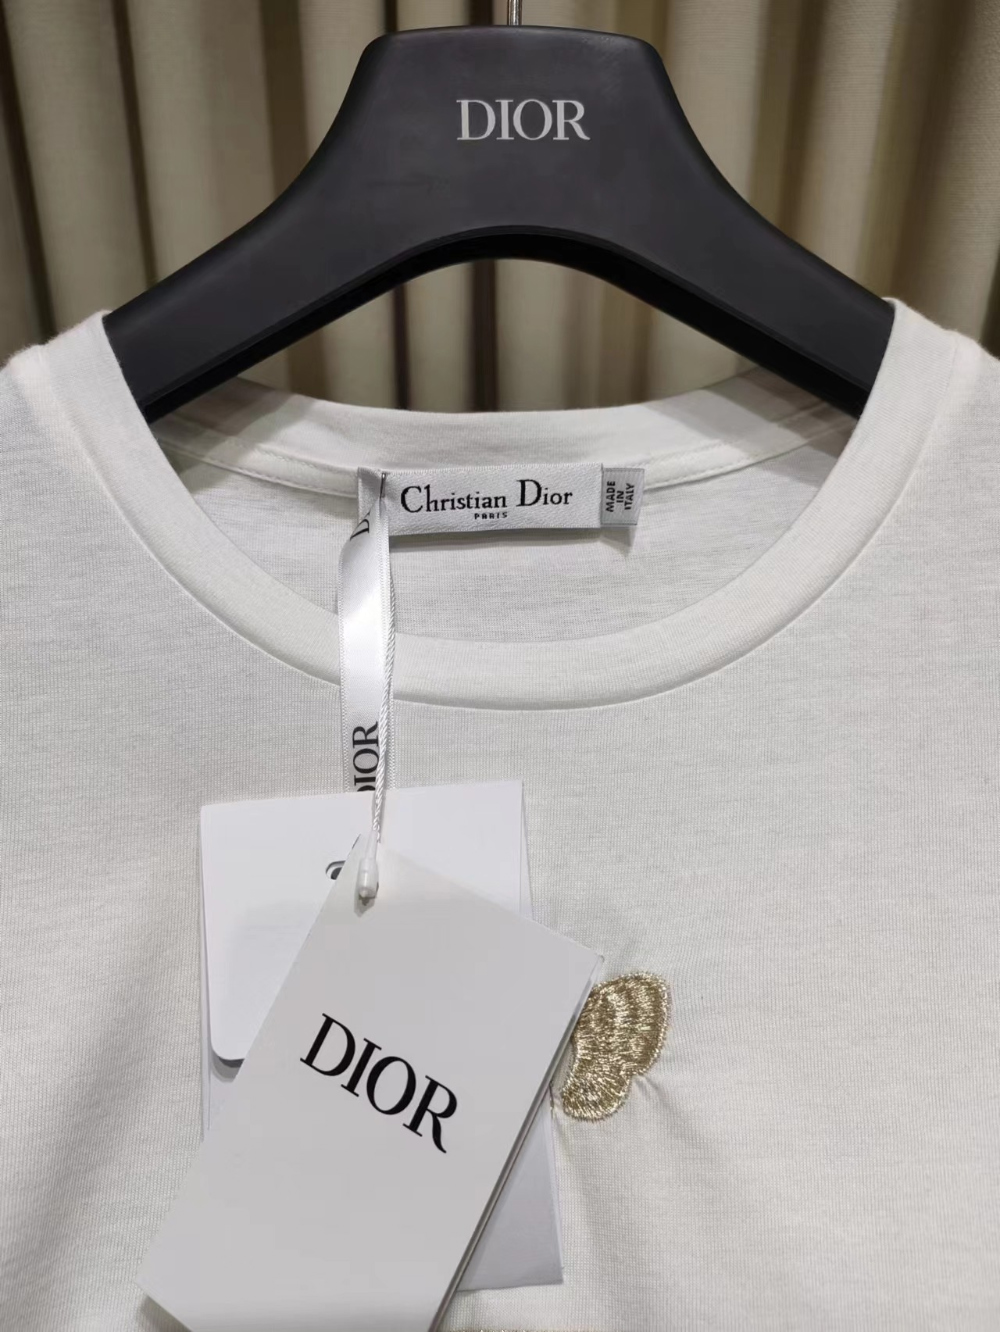 DIOR
Christian Dior
PARIS
MADE
IN
ITALY
DIOR
DIOR